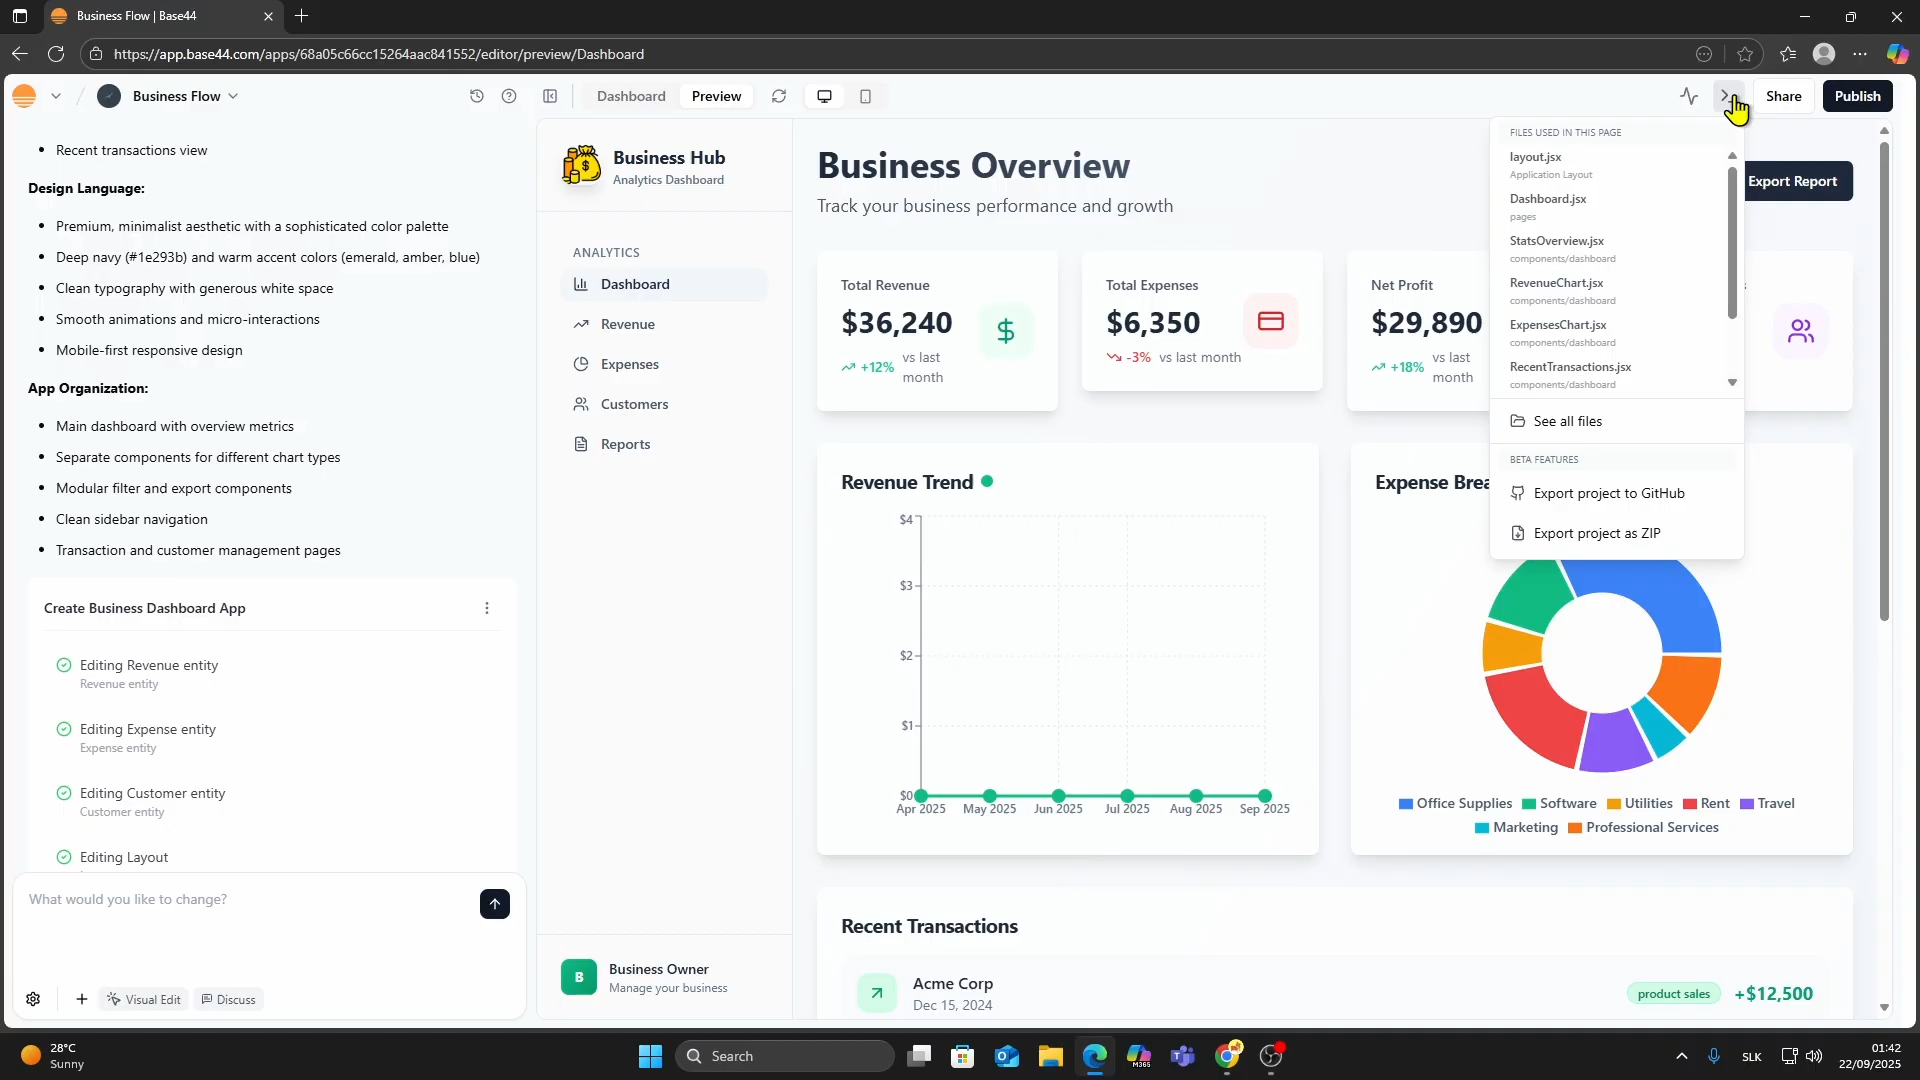 Business Flow | Base44
https://app.base44.com/apps/68a05c66cc15264aac841552/editor/preview/Dashboard
Business Flow
Dashboard
Preview
Share
Publish
Recent transactions view
Design Language:
Premium, minimalist aesthetic with a sophisticated color palette
Deep navy (#1e293b) and warm accent colors (emerald, amber, blue)
Clean typography with generous white space
Smooth animations and micro-interactions
Mobile-first responsive design
App Organization:
Main dashboard with overview metrics
Separate components for different chart types
Modular filter and export components
Clean sidebar navigation
Transaction and customer management pages
Create Business Dashboard App
Editing Revenue entity
Revenue entity
Editing Expense entity
Expense entity
Editing Customer entity
Customer entity
Editing Layout
What would you like to change?
Visual Edit
Discuss
Business Hub
Analytics Dashboard
ANALYTICS
Dashboard
Revenue
Expenses
Customers
Reports
B
Business Owner
Manage your business
Business Overview
Track your business performance and growth
Export Report
Total Revenue
$36,240
+12% vs last
month
Total Expenses
$6,350
-3% vs last month
Net Profit
$29,890
+18% vs last
month
Revenue Trend
$4
$3
$2
$1
$0
Apr 2025 May 2025 Jun 2025 Jul 2025 Aug 2025 Sep 2025
Expense Brea
Office Supplies Software Utilities Rent Travel
Marketing Professional Services
Recent Transactions
Acme Corp
Dec 15, 2024
product sales +$12,500
FILES USED IN THIS PAGE
layout.jsx
Application Layout
Dashboard.jsx
pages
StatsOverview.jsx
components/dashboard
RevenueChart.jsx
components/dashboard
ExpensesChart.jsx
components/dashboard
RecentTransactions.jsx
components/dashboard
See all files
BETA FEATURES
Export project to GitHub
Export project as ZIP
28°C
Sunny
Search
M365
SLK
01:42
22/09/2025